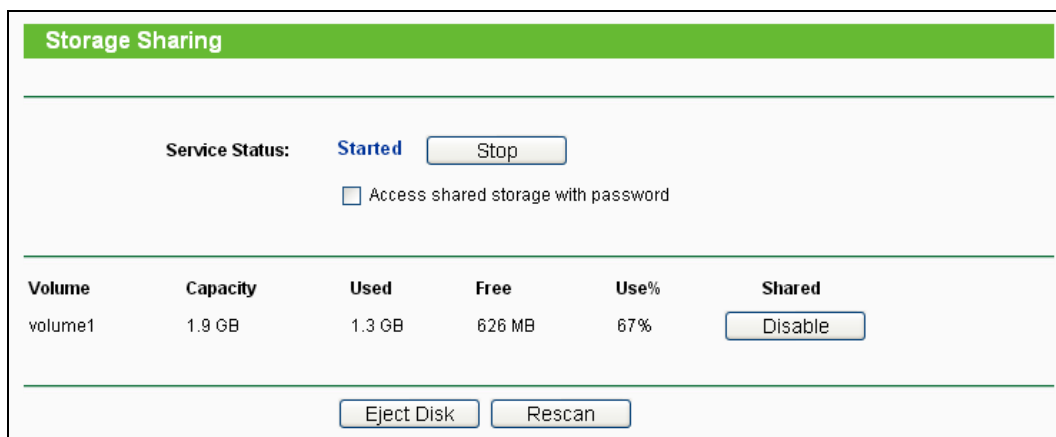 Storage Sharing
Service Status: Started Stop
Access shared storage with password
Volume Capacity Used Free Use% Shared
volume1 1.9 GB 1.3 GB 626 MB 67% Disable
Eject Disk Rescan